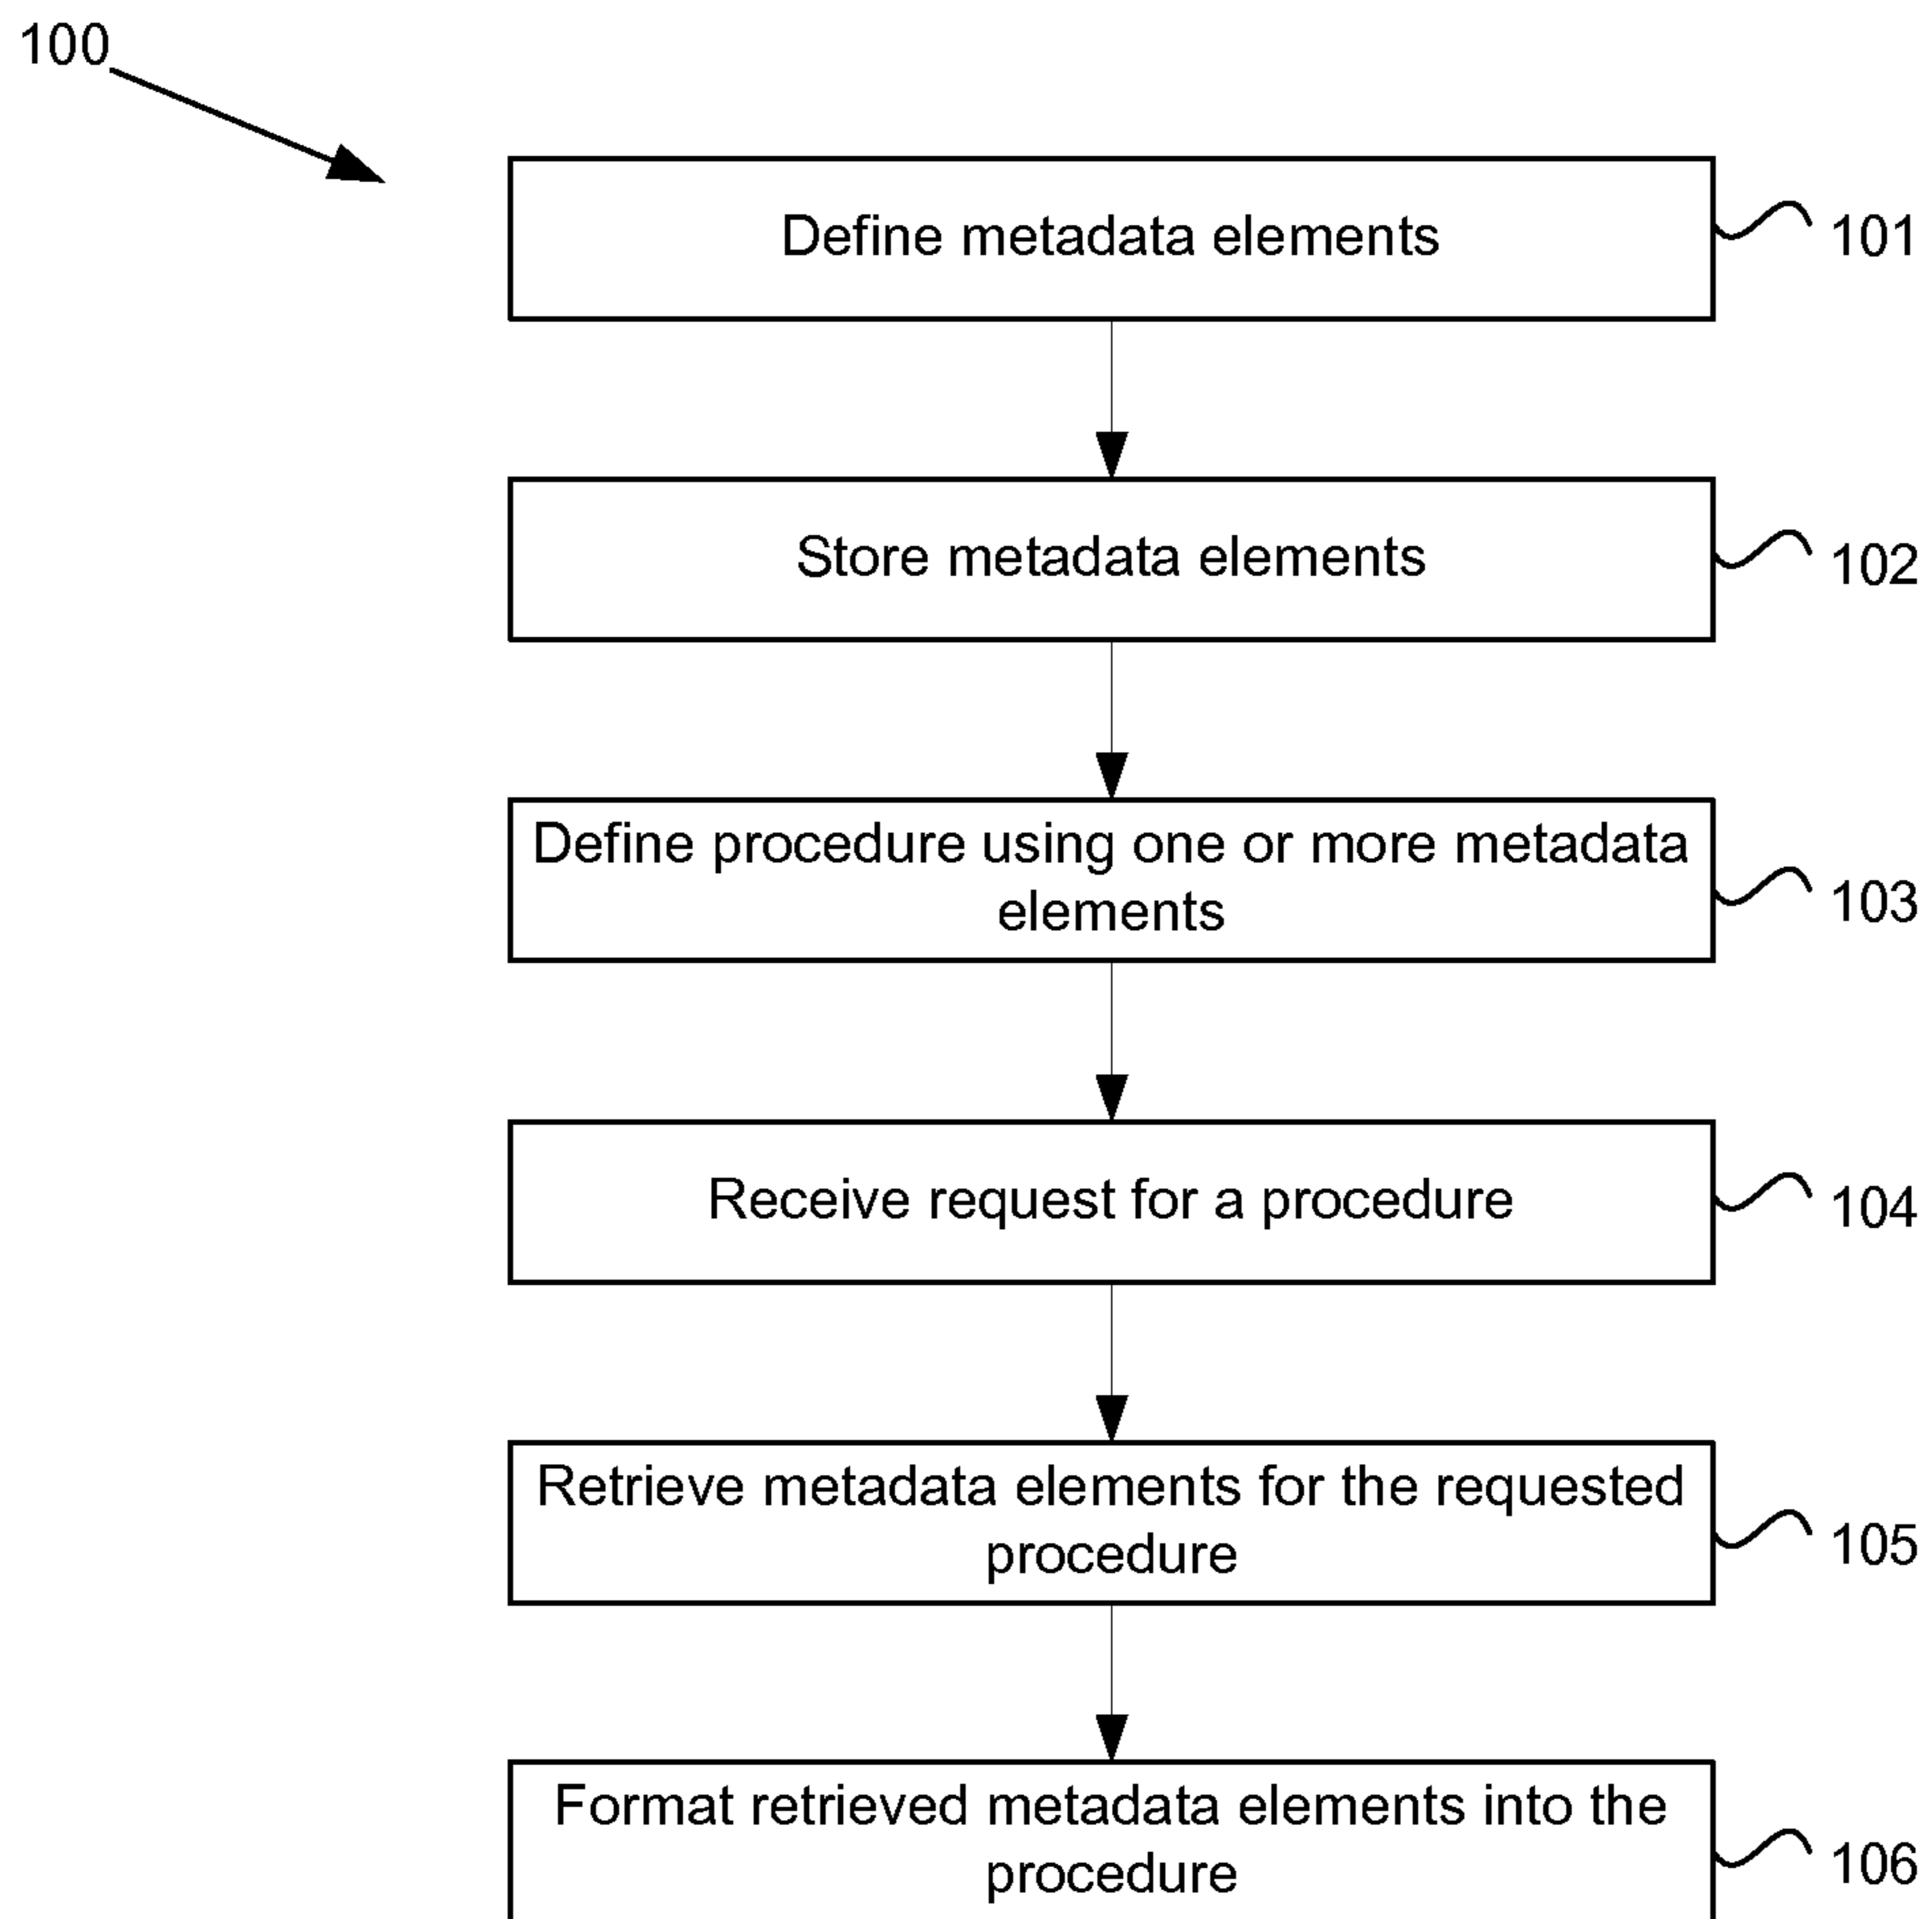 100
Define metadata elements
101
Store metadata elements
102
Define procedure using one or more metadata
elements
103
Receive request for a procedure
104
Retrieve metadata elements for the requested
procedure
105
Format retrieved metadata elements into the
procedure
106